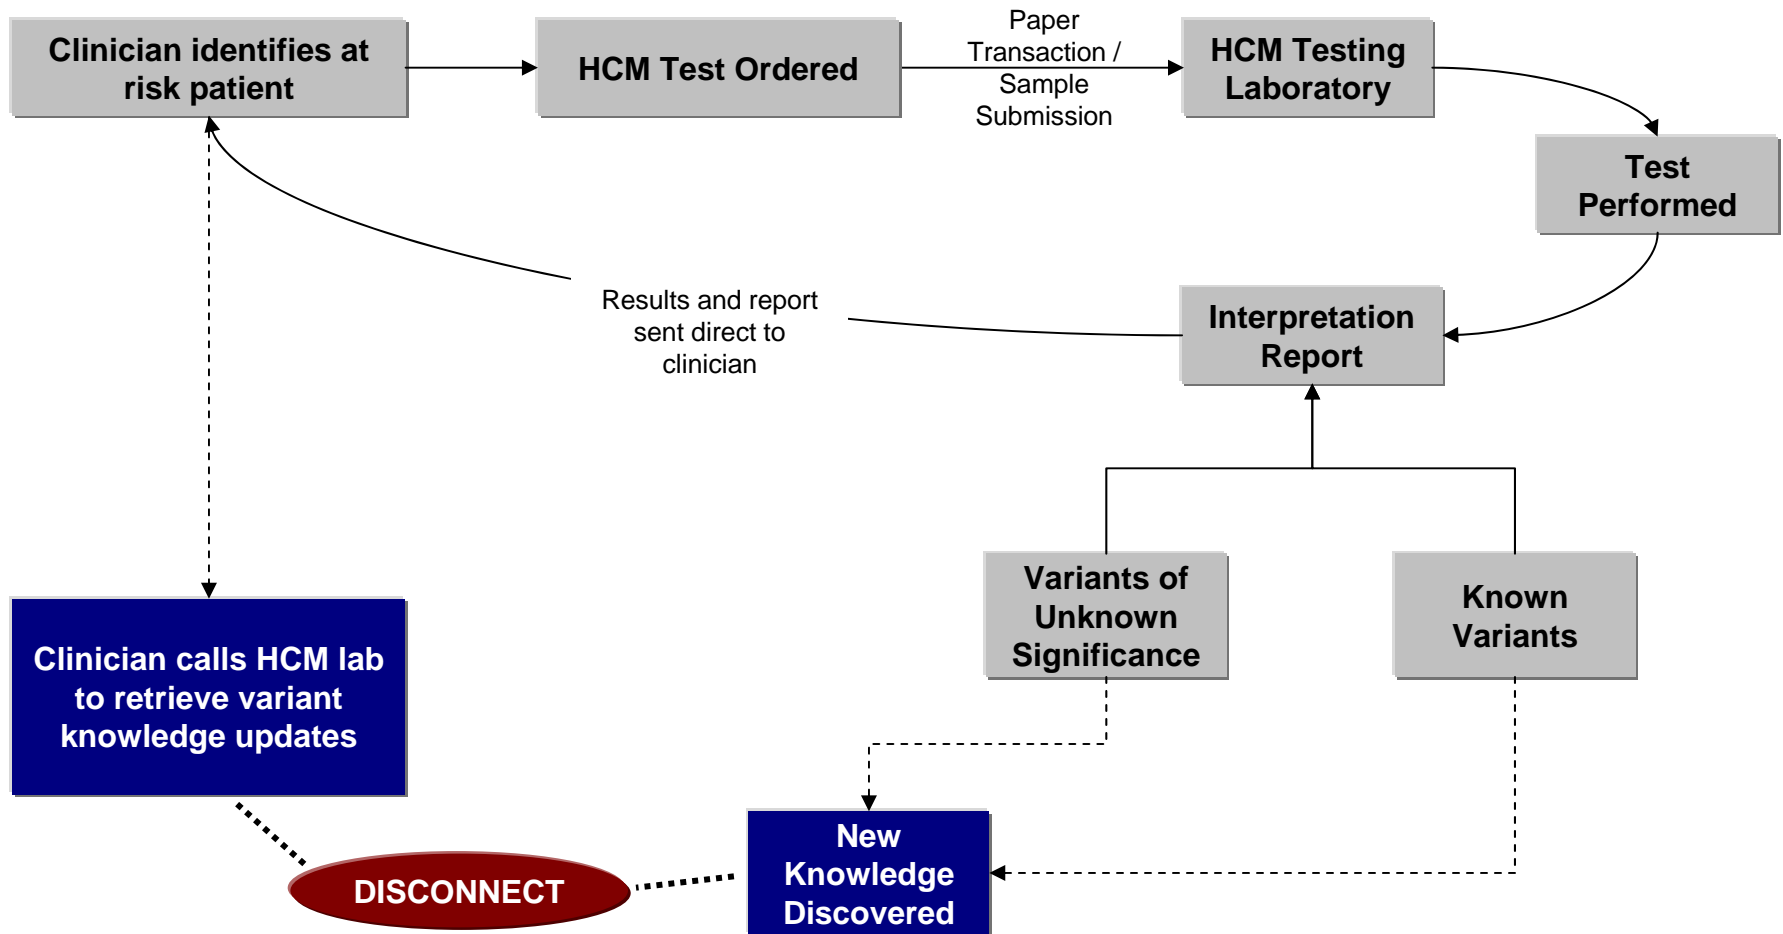 Clinician identifies at
risk patient
HCM Test Ordered
Paper
Transaction /
Sample
Submission
HCM Testing
Laboratory
Test
Performed
Interpretation
Report
Results and report
sent direct to
clinician
Variants of
Unknown
Significance
Known
Variants
Clinician calls HCM lab
to retrieve variant
knowledge updates
DISCONNECT
New
Knowledge
Discovered